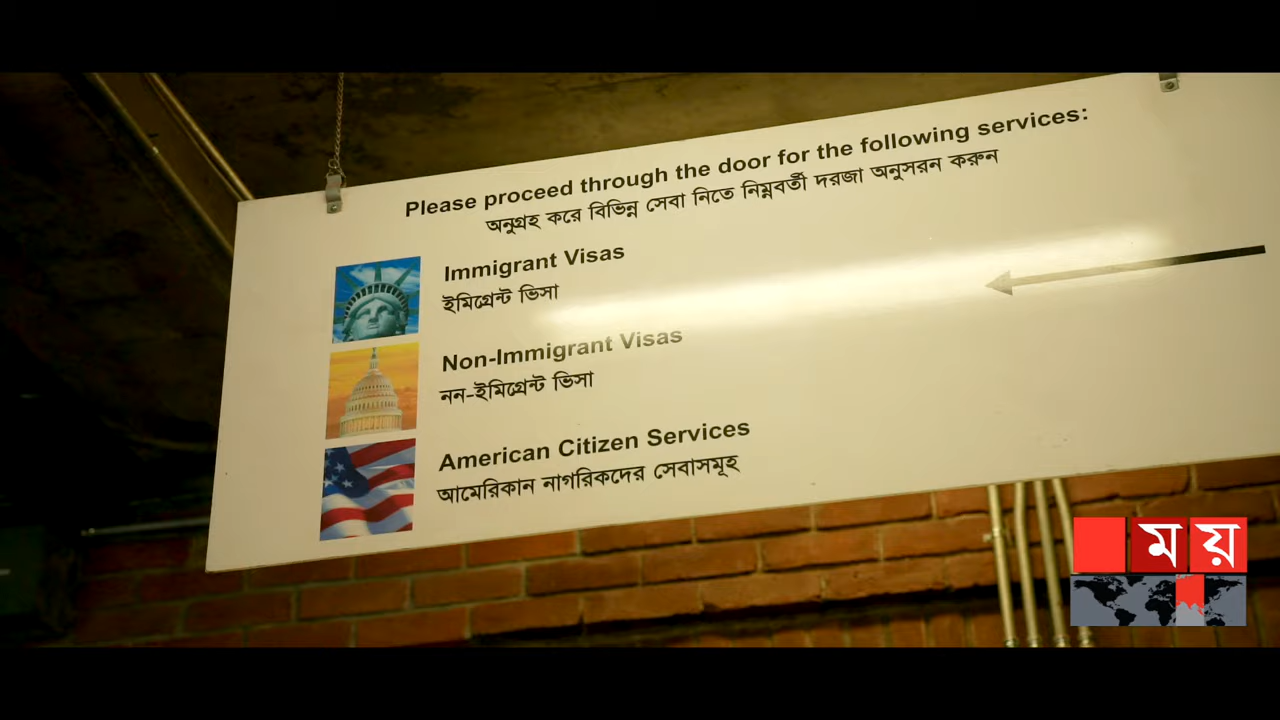 Please proceed through the door for the following services:
অনুগ্রহ করে বিভিন্ন সেবা নিতে নিম্নবর্তী দরজা অনুসরন করুন
Immigrant Visas
ইমিগ্রেন্ট ভিসা
Non-Immigrant Visas
নন-ইমিগ্রেন্ট ভিসা
American Citizen Services
আমেরিকান নাগরিকদের সেবাসমূহ
ময়